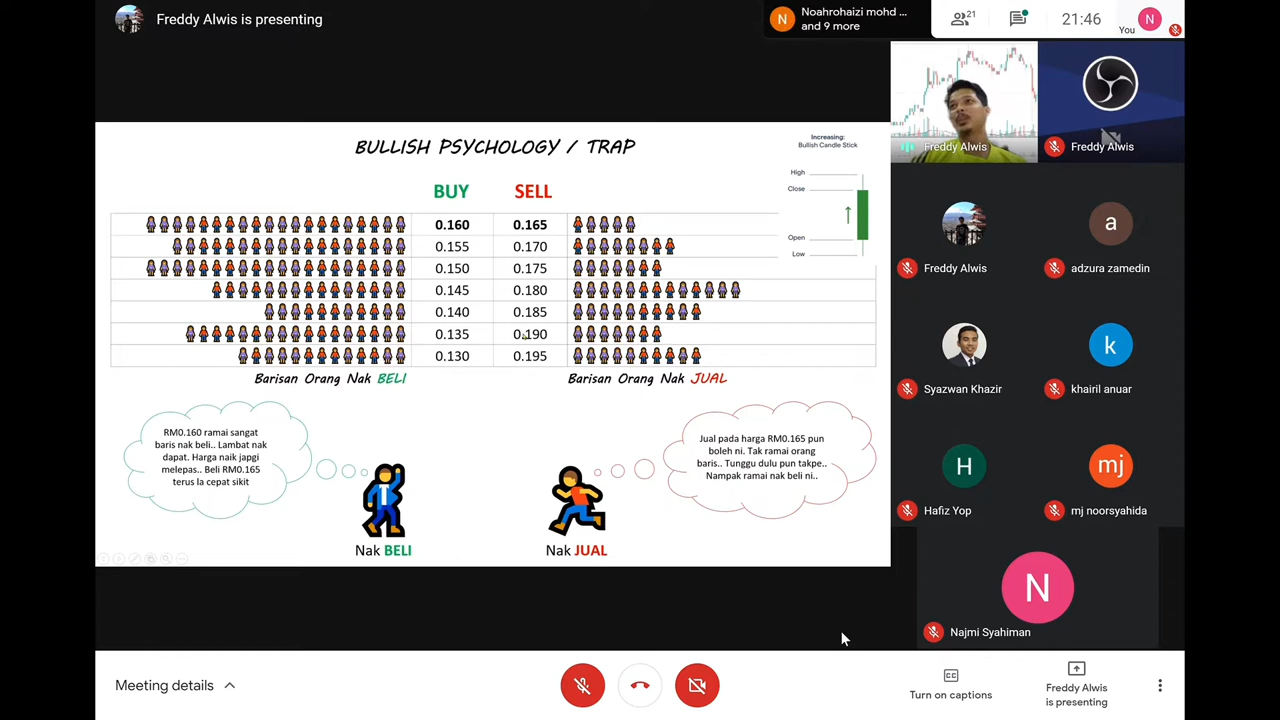 Freddy Alwis is presenting
Noahrohaizi mohd ...
and 9 more
N
21
21:46
You
N
BULLISH PSYCHOLOGY / TRAP
Increasing:
Bullish Candle Stick
High
Close
Open
Low
BUY SELL
0.160 0.165
0.155 0.170
0.150 0.175
0.145 0.180
0.140 0.185
0.135 0.190
0.130 0.195
Barisan Orang Nak BELI
Barisan Orang Nak JUAL
RM0.160 ramai sangat
baris nak beli.. Lambat nak
dapat. Harga naik japgi
melepas.. Beli RM0.165
terus la cepat sikit
Jual pada harga RM0.165 pun
boleh ni. Tak ramai orang
baris.. Tunggu dulu pun takpe..
Nampak ramai nak beli ni..
Nak BELI
Nak JUAL
Freddy Alwis
Freddy Alwis
Freddy Alwis
a
adzura zamedin
Syazwan Khazir
k
khairil anuar
H
Hafiz Yop
mj
mj noorsyahida
N
Najmi Syahiman
Meeting details
CC
Turn on captions
Freddy Alwis
is presenting